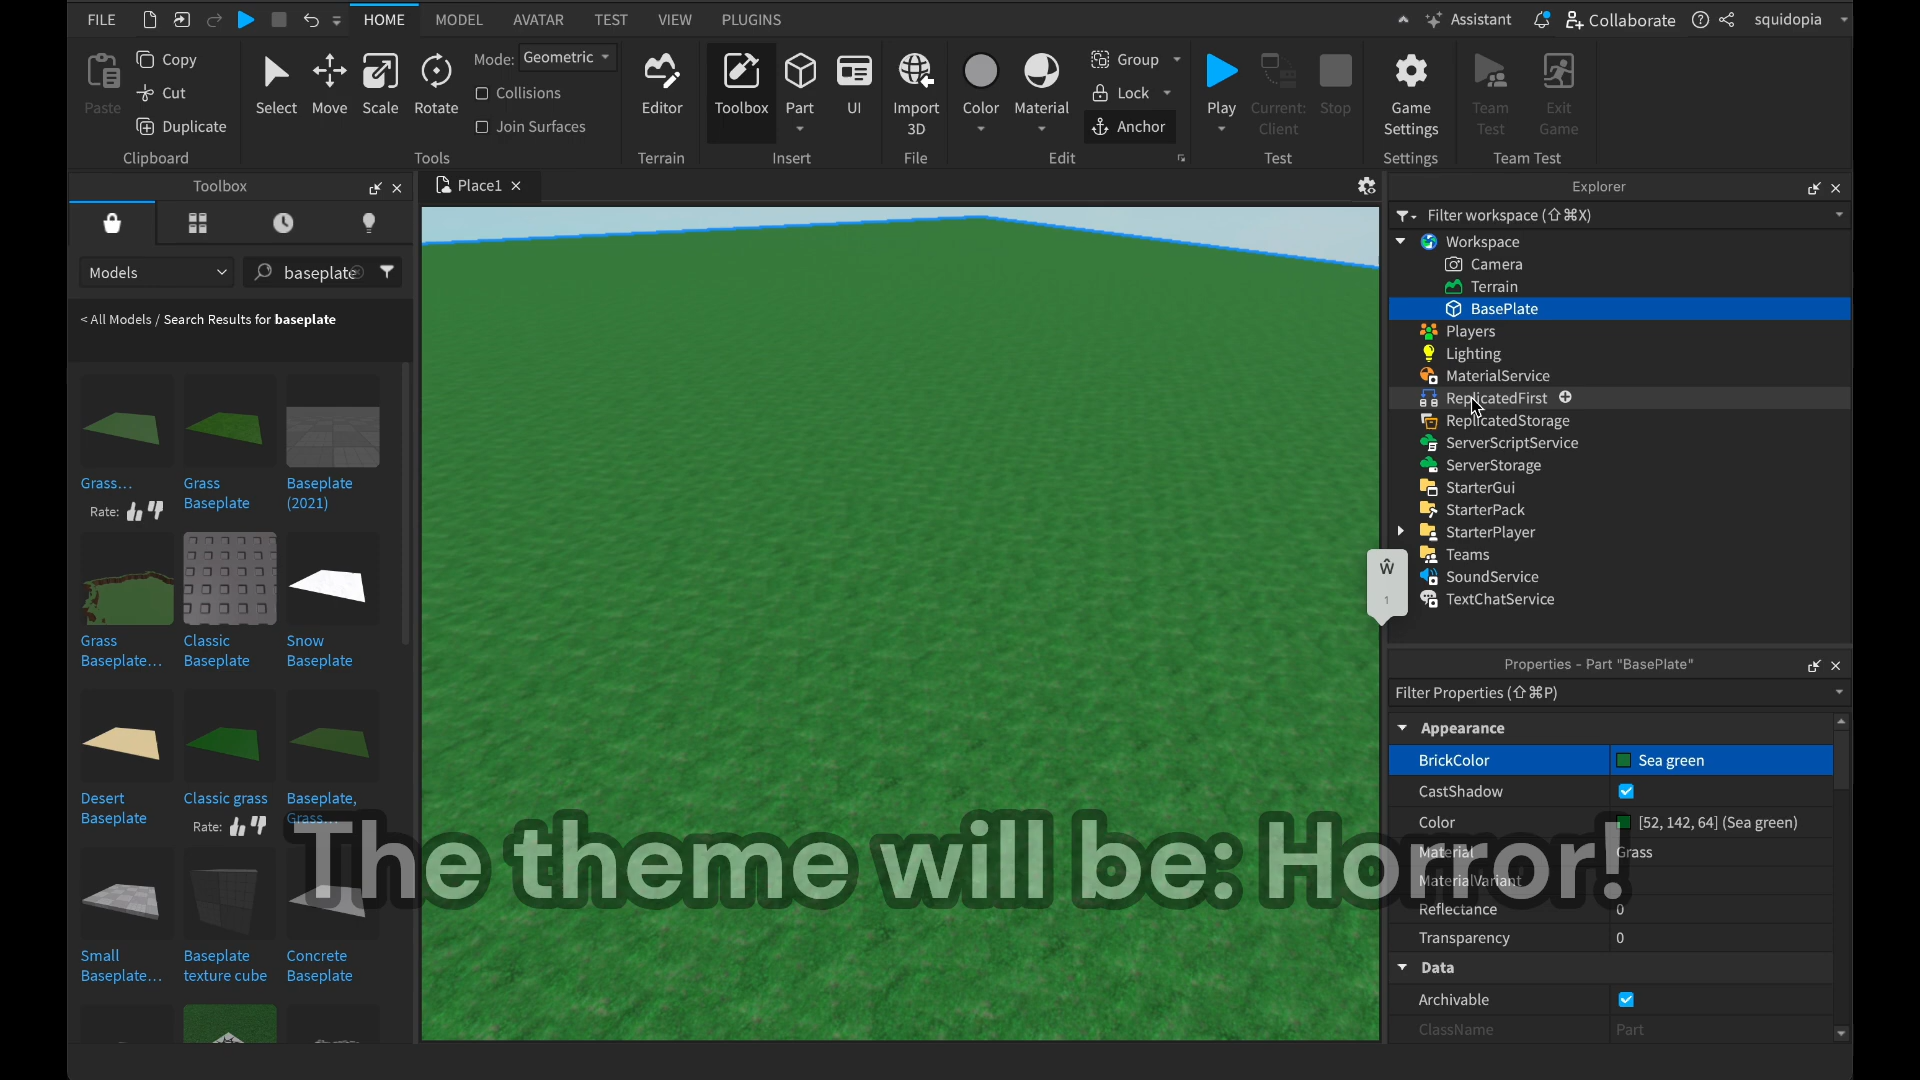 FILE HOME MODEL AVATAR TEST VIEW PLUGINS Assistant Collaborate squidopia
Paste Copy Cut Duplicate
Clipboard
Select Move Scale Rotate
Mode: Geometric
Collisions
Join Surfaces
Tools
Editor
Terrain
Toolbox Part UI
Insert
Import
3D
File
Color Material
Group
Lock
Anchor
Edit
Play
Current:
Client
Stop
Test
Game
Settings
Settings
Team
Test
Exit
Game
Team Test
Toolbox
Models baseplate
< All Models / Search Results for baseplate
Grass...
Rate:
Grass
Baseplate
Baseplate
(2021)
Grass
Baseplate...
Classic
Baseplate
Snow
Baseplate
Desert
Baseplate
Classic grass
Rate:
Baseplate,
Grass...
Small
Baseplate...
Baseplate
texture cube
Concrete
Baseplate
Place1
The theme will be: Horror!
Explorer
Filter workspace (⇧⌘X)
Workspace
Camera
Terrain
BasePlate
Players
Lighting
MaterialService
ReplicatedFirst
ReplicatedStorage
ServerScriptService
ServerStorage
StarterGui
StarterPack
StarterPlayer
Teams
SoundService
TextChatService
Ŵ
1
Properties - Part "BasePlate"
Filter Properties (⇧⌘P)
Appearance
BrickColor Sea green
CastShadow
Color [52, 142, 64] (Sea green)
Material Grass
MaterialVariant
Reflectance 0
Transparency 0
Data
Archivable
ClassName Part